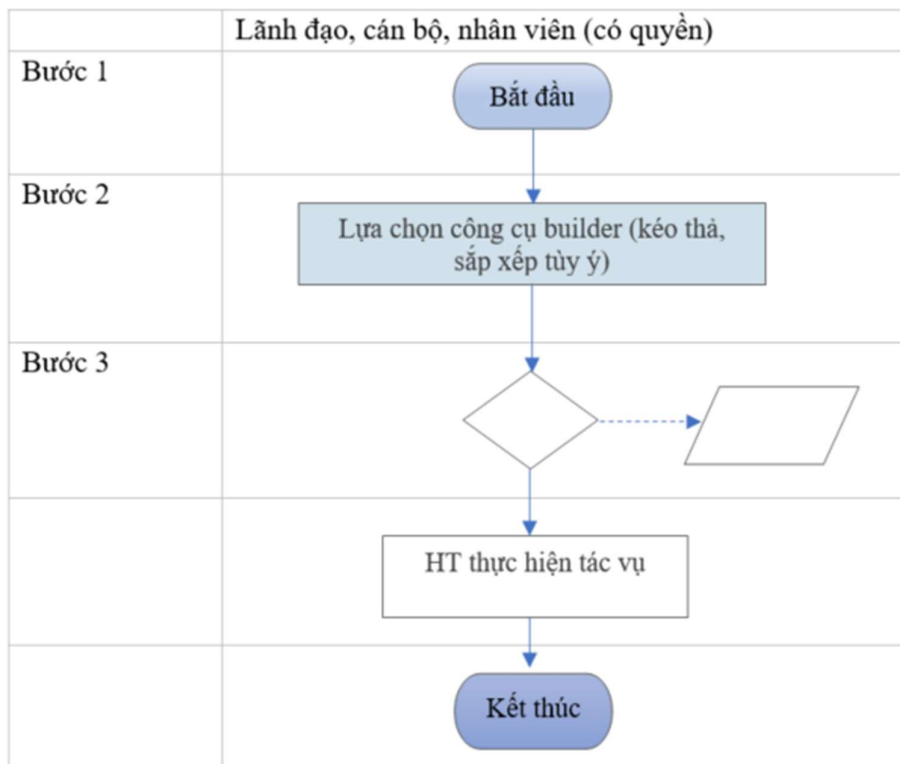 Lãnh đạo, cán bộ, nhân viên (có quyền)
Bước 1
Bắt đầu
Bước 2
Lựa chọn công cụ builder (kéo thả,
sắp xếp tùy ý)
Bước 3
HT thực hiện tác vụ
Kết thúc